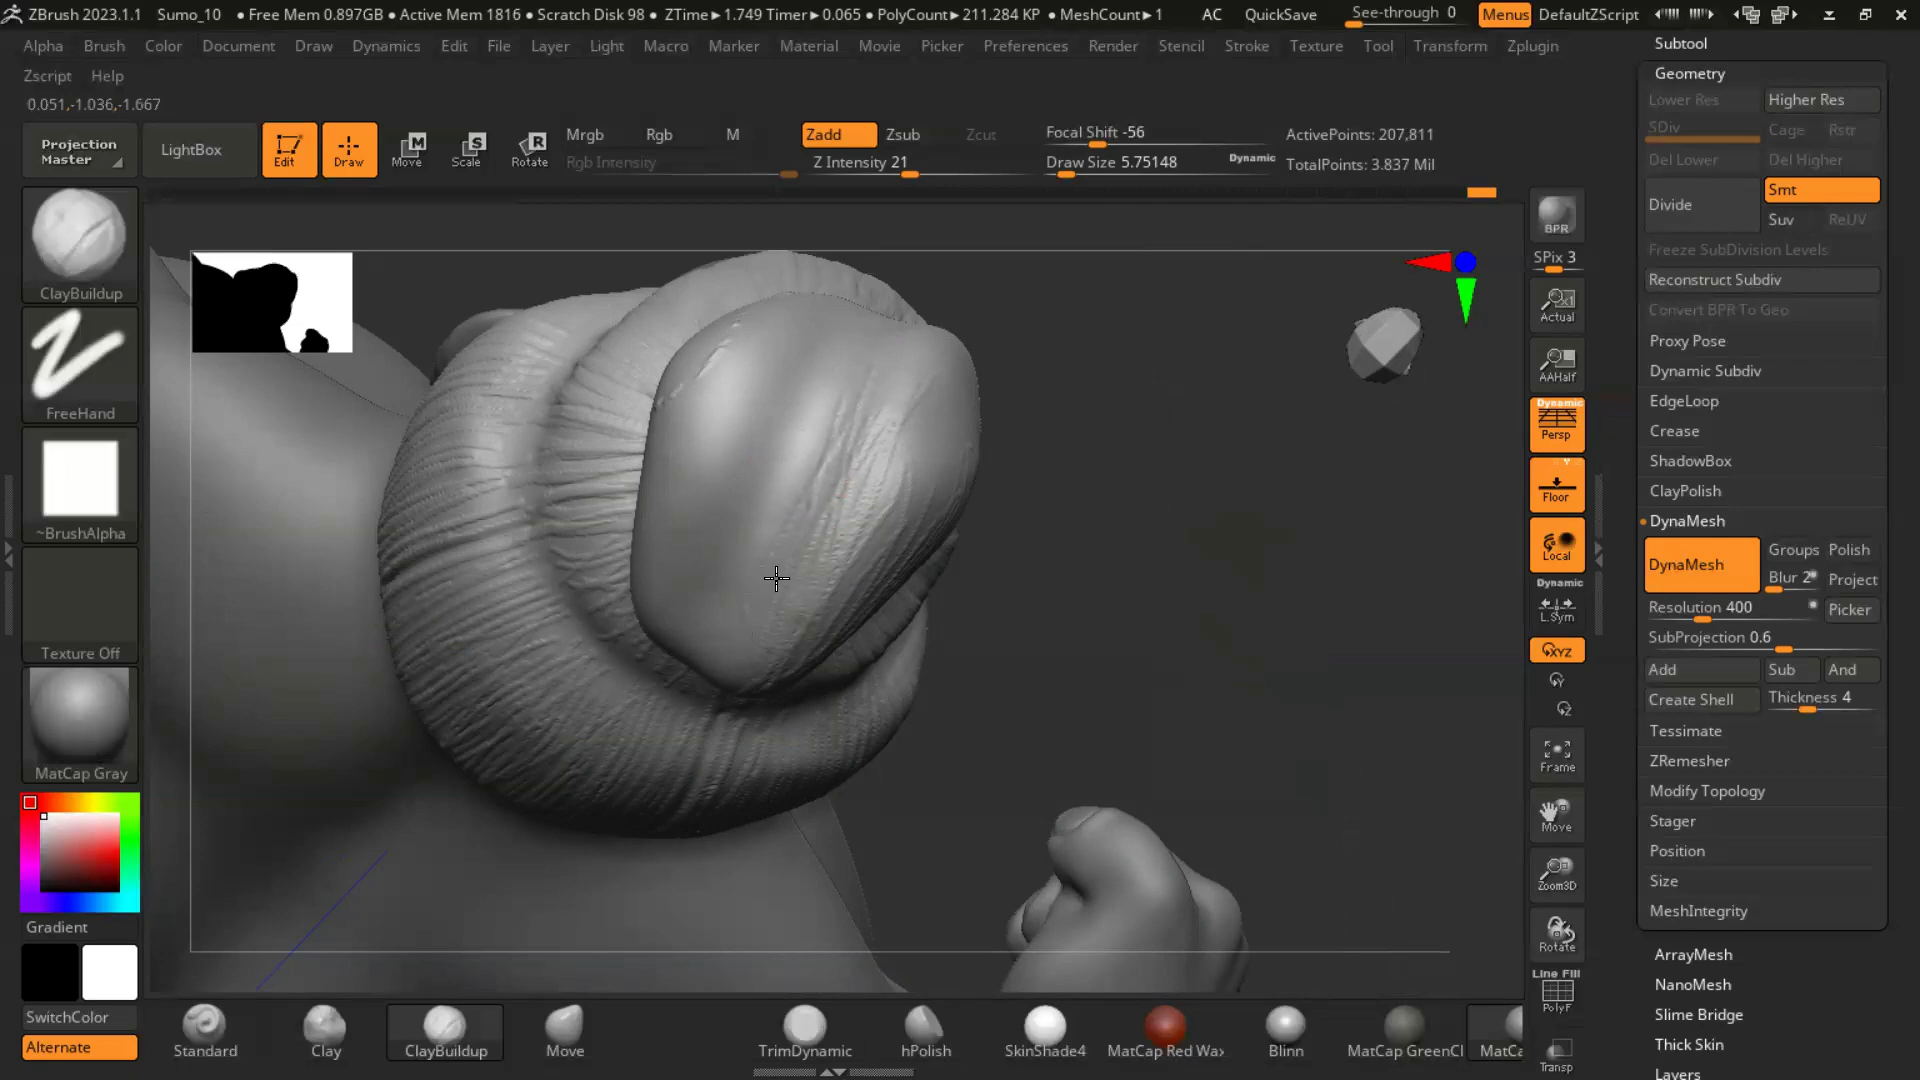 ZBrush 2023.1.1 Sumo_10 • Free Mem 0.897GB • Active Mem 1816 • Scratch Disk 98 • ZTime►1.749 Timer►0.065 • PolyCount►211.284 KP • MeshCount►1 AC QuickSave See-through 0 Menus DefaultZScript
Alpha Brush Color Document Draw Dynamics Edit File Layer Light Macro Marker Material Movie Picker Preferences Render Stencil Stroke Texture Tool Transform Zplugin
Zscript Help
0.051,-1.036,-1.667
Projection Master
LightBox
Edit
Draw
Move
Scale
Rotate
Mrgb Rgb M
Rgb Intensity
Zadd Zsub Zcut
Z Intensity 21
Focal Shift -56
Draw Size 5.75148 Dynamic
ActivePoints: 207,811
TotalPoints: 3.837 Mil
ClayBuildup
FreeHand
~BrushAlpha
Texture Off
MatCap Gray
Gradient
SwitchColor
Alternate
BPR
SPix 3
Actual
AAHalf
Dynamic
Persp
Floor
Local
Dynamic
L.Sym
XYZ
Frame
Move
Zoom3D
Rotate
Line Fill
PolyF
Transp
Standard
Clay
ClayBuildup
Move
TrimDynamic
hPolish
SkinShade4
MatCap Red Wax
Blinn
MatCap GreenCl
MatCa
Subtool
Geometry
Lower Res Higher Res
SDiv Cage Rstr
Del Lower Del Higher
Divide Smt
Suv ReUV
Freeze SubDivision Levels
Reconstruct Subdiv
Convert BPR To Geo
Proxy Pose
Dynamic Subdiv
EdgeLoop
Crease
ShadowBox
ClayPolish
DynaMesh
DynaMesh Groups Polish
Blur 2 Project
Resolution 400 Picker
SubProjection 0.6
Add Sub And
Create Shell Thickness 4
Tessimate
ZRemesher
Modify Topology
Stager
Position
Size
MeshIntegrity
ArrayMesh
NanoMesh
Slime Bridge
Thick Skin
Layers